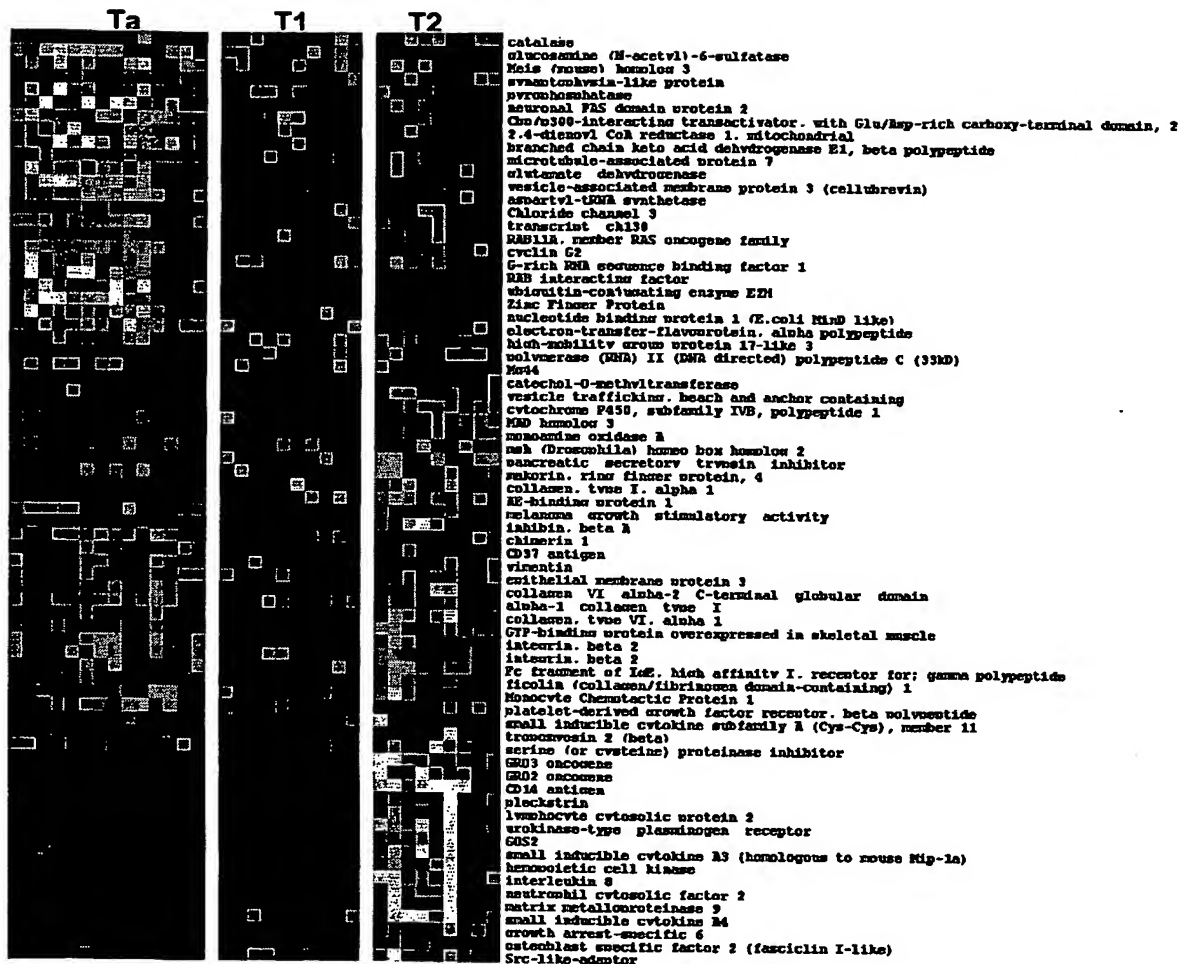 Ta T1 T2
catalase
glucosamine (N-acetyl)-6-sulfatase
Meis (mouse) homolog 3
synaptophysin-like protein
pyrophosphatase
neuronal PAS domain protein 2
Cbp/p300-interacting transactivator, with Glu/Asp-rich carboxy-terminal domain, 2
2,4-dienoyl CoA reductase 1, mitochondrial
branched chain keto acid dehydrogenase E1, beta polypeptide
microtubule-associated protein 7
glutamate dehydrogenase
vesicle-associated membrane protein 3 (cellubrevin)
aspartyl-tRNA synthetase
Chloride channel 3
transcript ch138
RAB11A, member RAS oncogene family
cyclin G2
G-rich RNA sequence binding factor 1
RAB interacting factor
ubiquitin-conjugating enzyme E2H
Zinc Finger Protein
nucleotide binding protein 1 (E.coli MinD like)
electron-transfer-flavoprotein, alpha polypeptide
high-mobility group protein 17-like 3
polymerase (RNA) II (DNA directed) polypeptide C (33kD)
catechol-O-methyltransferase
vesicle trafficking, beach and anchor containing
cytochrome P450, subfamily IVB, polypeptide 1
MAD homolog 3
monoamine oxidase A
msh (Drosophila) homeo box homolog 2
pancreatic secretory trypsin inhibitor
makorin, ring finger protein, 4
collagen, type I, alpha 1
AE-binding protein 1
melanoma growth stimulatory activity
inhibin, beta A
chimerin 1
CD37 antigen
vimentin
epithelial membrane protein 3
collagen VI alpha-2 C-terminal globular domain
alpha-1 collagen type I
collagen, type VI, alpha 1
GTP-binding protein overexpressed in skeletal muscle
integrin, beta 2
integrin, beta 2
Fc fragment of IgE, high affinity I, receptor for; gamma polypeptide
ficolin (collagen/fibrinogen domain-containing) 1
Monocyte Chemotactic Protein 1
platelet-derived growth factor receptor, beta polypeptide
small inducible cytokine subfamily A (Cys-Cys), member 11
tropomyosin 2 (beta)
serine (or cysteine) proteinase inhibitor
GRO3 oncogene
GRO2 oncogene
CD14 antigen
pleckstrin
lymphocyte cytosolic protein 2
urokinase-type plasminogen receptor
GOS2
small inducible cytokine A3 (homologous to mouse Mip-1a)
hemopoietic cell kinase
interleukin 8
neutrophil cytosolic factor 2
matrix metalloproteinase 9
small inducible cytokine A4
growth arrest-specific 6
osteoblast specific factor 2 (fasciclin I-like)
Src-like-adaptor